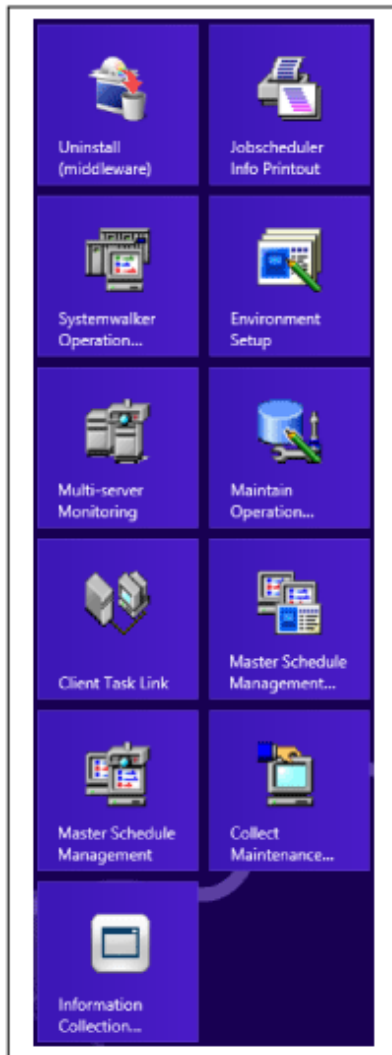 Uninstall
(middleware)
Jobscheduler
Info Printout
Systemwalker
Operation...
Environment
Setup
Multi-server
Monitoring
Maintain
Operation...
Client Task Link
Master Schedule
Management...
Master Schedule
Management
Collect
Maintenance...
Information
Collection...